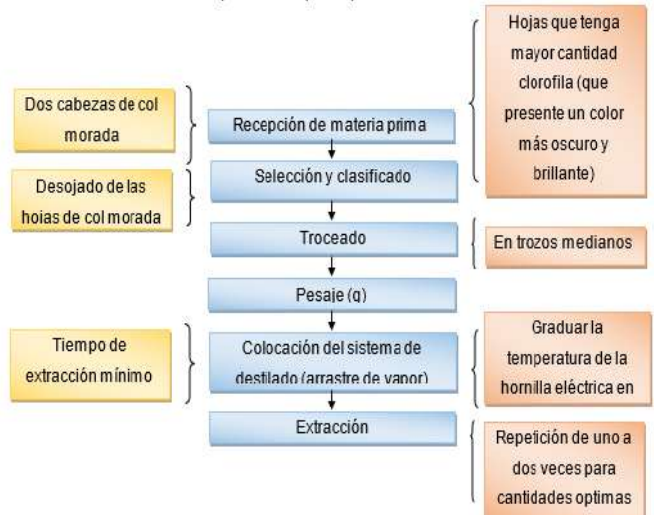 Dos cabezas de col
morada
Desojado de las
hojas de col morada
Tiempo de
extracción mínimo
Recepción de materia prima
Selección y clasificado
Troceado
Pesaje (g)
Colocación del sistema de
destilado (arrastre de vapor)
Extracción
Hojas que tenga
mayor cantidad
clorofila (que
presente un color
más oscuro y
brillante)
En trozos medianos
Graduar la
temperatura de la
hornilla eléctrica en
Repetición de uno a
dos veces para
cantidades optimas